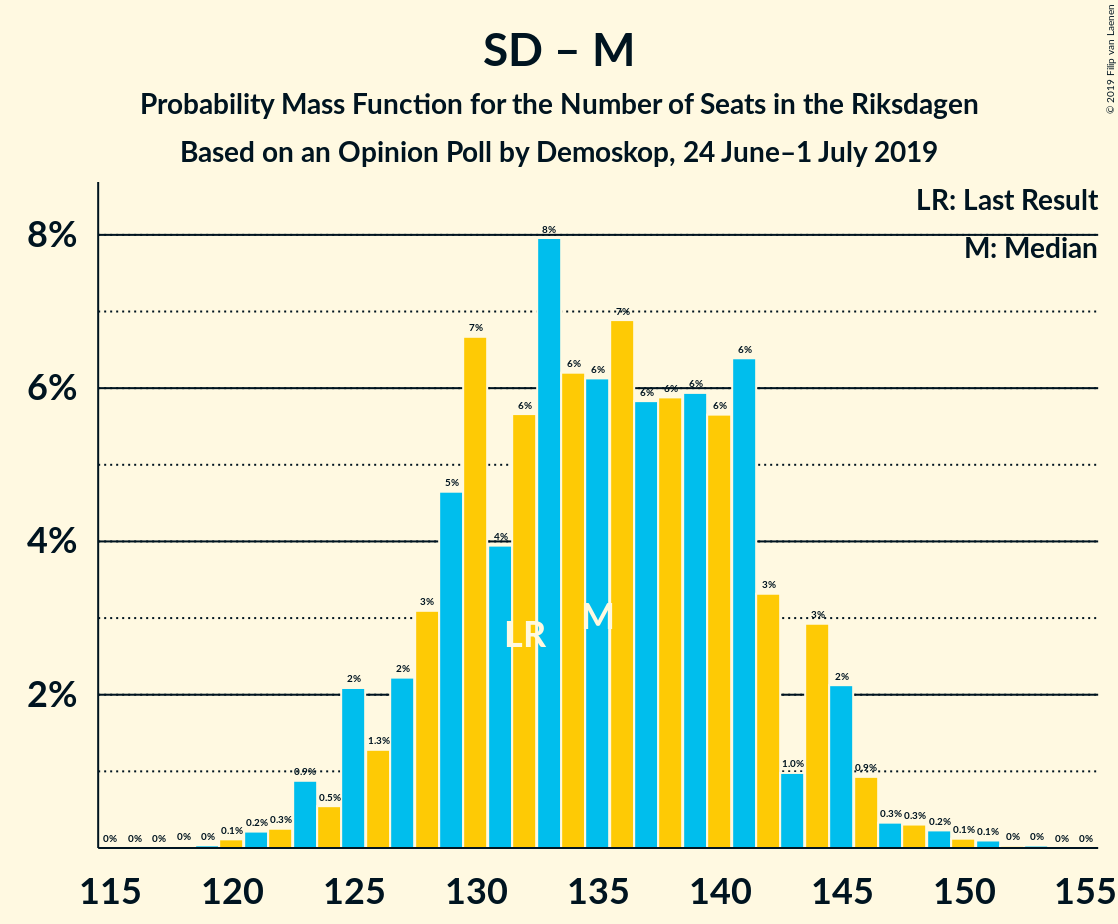 SD – M
Probability Mass Function for the Number of Seats in the Riksdagen
Based on an Opinion Poll by Demoskop, 24 June–1 July 2019
© 2019 Filip van Laenen
LR: Last Result
M: Median
8%
6%
4%
2%
0% 0% 0% 0% 0% 0.1% 0.2% 0.3% 0.9% 0.5% 2% 1.3% 2% 3% 5% 7% 4% 6% 8% 6% 6% 7% 6% 6% 6% 6% 6% 3% 1.0% 3% 2% 0.9% 0.3% 0.3% 0.2% 0.1% 0.1% 0% 0% 0% 0%
LR M
115 120 125 130 135 140 145 150 155